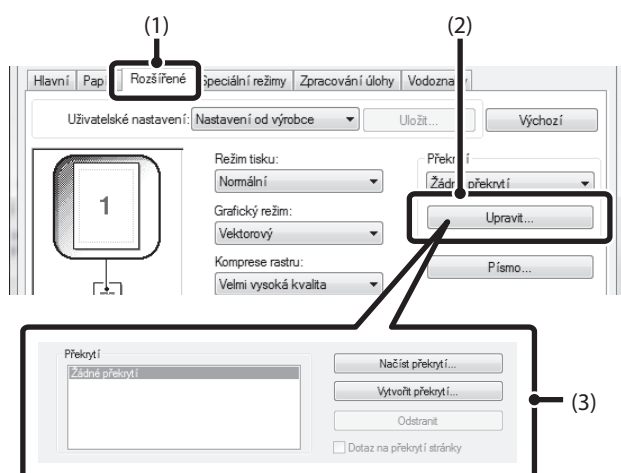 (1)
(2)
Hlavní Pap Rozšířené Speciální režimy Zpracování úlohy
Uživatelské nastavení: Nastavení od výrobce Uložit... Výchozí
Režim tisku:
Normální
Žádné překrytí
Grafický režim:
Upravit...
Vektorový
Komprese rastru:
Písmo...
Velmi vysoká kvalita
1
Překrytí
Žádné překrytí
Načíst překrytí...
Vytvořit překrytí...
(3)
Odstranit
Dotaz na překrytí stránky